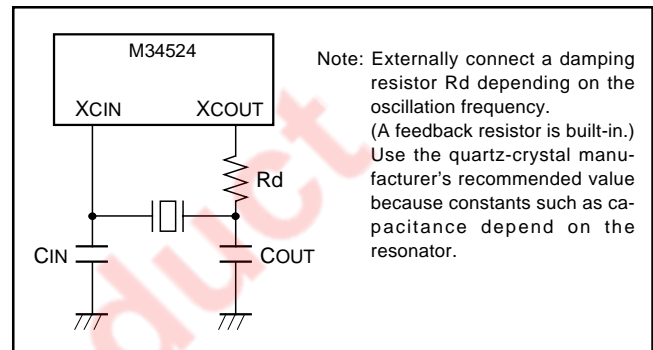 M34524
XCIN
XCOUT
Rd
CIN
COUT
Note: Externally connect a damping
resistor Rd depending on the
oscillation frequency.
(A feedback resistor is built-in.)
Use the quartz-crystal manu-
facturer's recommended value
because constants such as ca-
pacitance depend on the
resonator.
duct